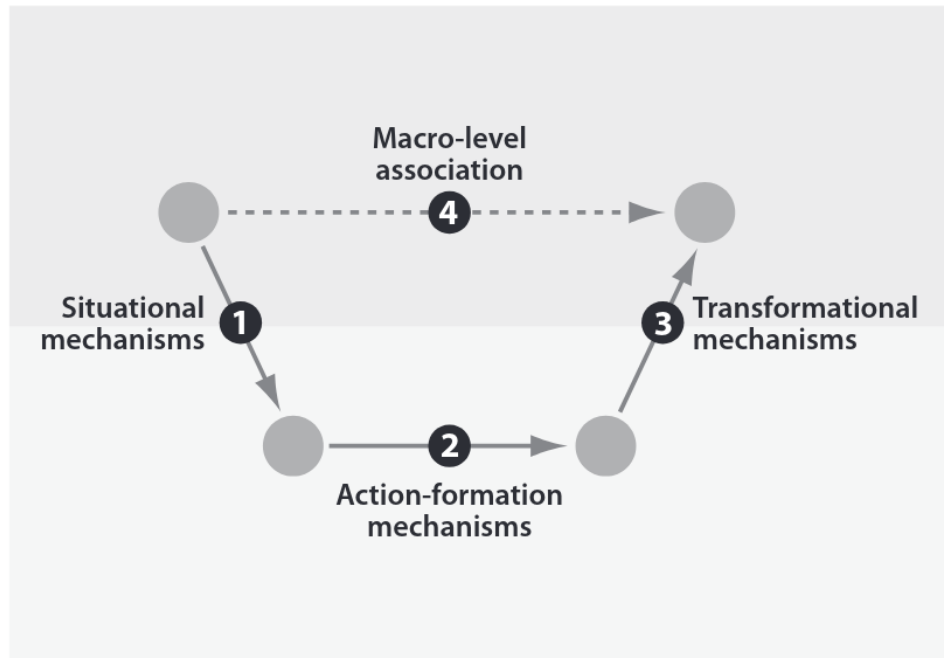 Macro-level
association
4
Situational
mechanisms
1
3
Transformational
mechanisms
2
Action-formation
mechanisms